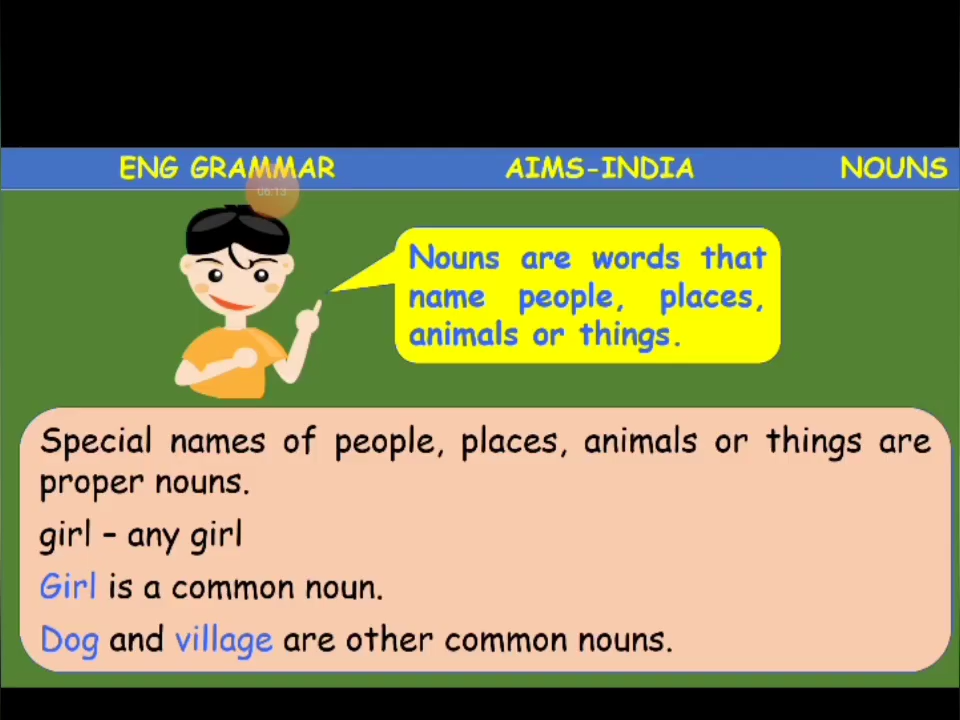 ENG GRAMMAR AIMS-INDIA NOUNS
06:13
Nouns are words that
name people, places,
animals or things.
Special names of people, places, animals or things are
proper nouns.
girl – any girl
Girl is a common noun.
Dog and village are other common nouns.